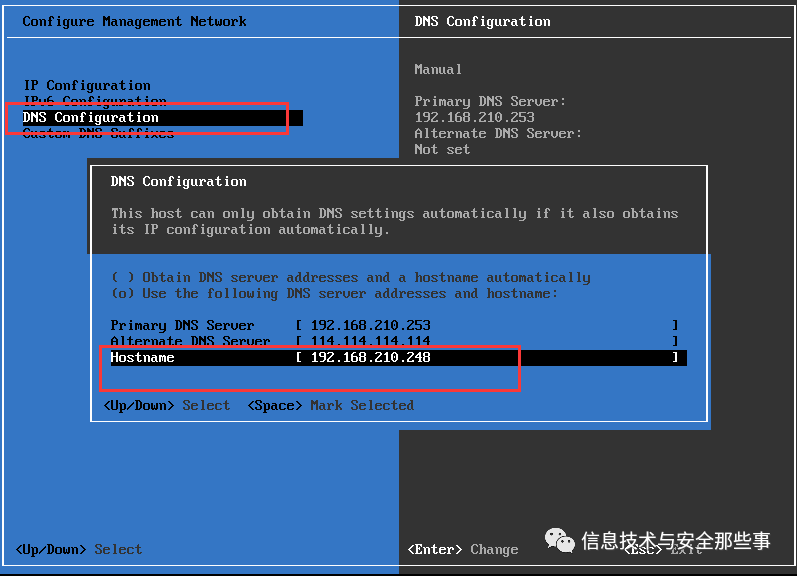 Configure Management Network
DNS Configuration
Manual
IP Configuration
IPv6 Configuration
Primary DNS Server:
DNS Configuration
192.168.210.253
Custom DNS Suffixes
Alternate DNS Server:
Not set
DNS Configuration
This host can only obtain DNS settings automatically if it also obtains
its IP configuration automatically.
( ) Obtain DNS server addresses and a hostname automatically
(o) Use the following DNS server addresses and hostname:
Primary DNS Server [ 192.168.210.253 ]
Alternate DNS Server [ 114.114.114.114 ]
Hostname [ 192.168.210.248 ]
<Up/Down> Select <Space> Mark Selected
<Up/Down> Select
<Enter> Change
<Esc> Exit
信息技术与安全那些事